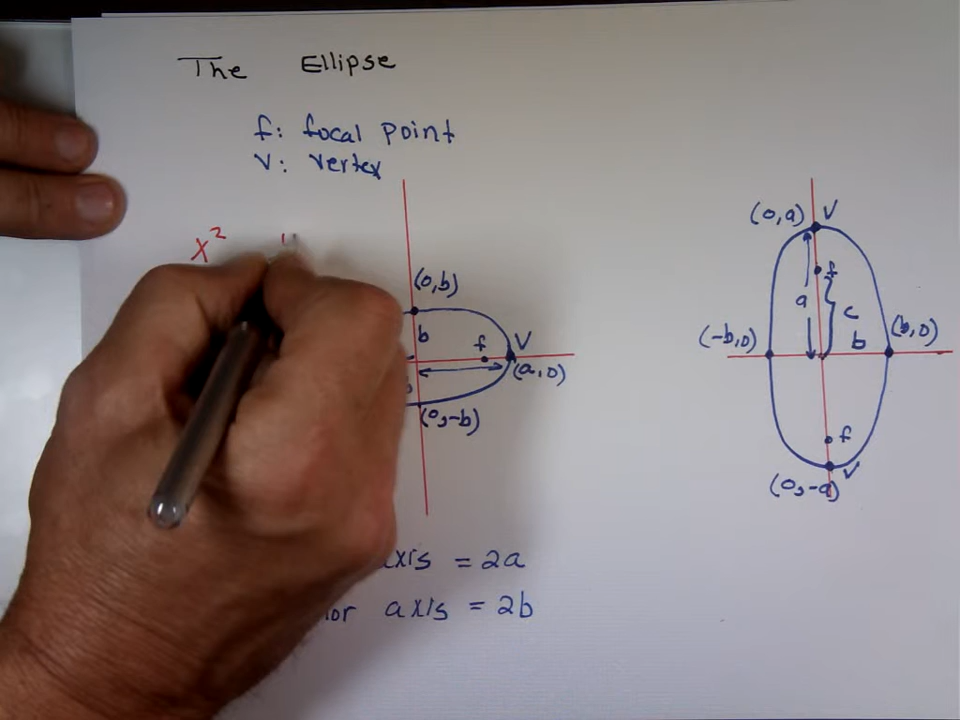 The Ellipse
f: focal point
V: vertex
x²
(0,b)
b
f
V
(a,0)
(0,-b)
(0,a) V
f
a
c
b
(-b,0)
(b,0)
f
V
(0,-a)
axis = 2a
axis = 2b